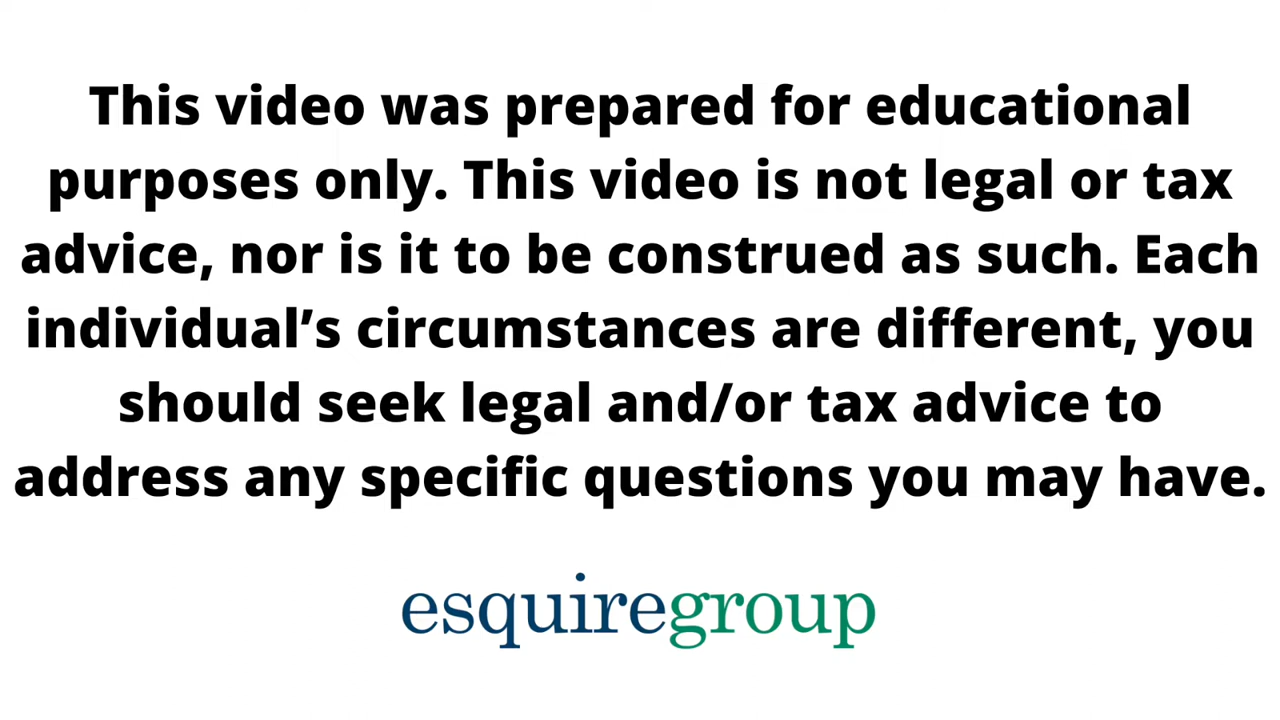 This video was prepared for educational
purposes only. This video is not legal or tax
advice, nor is it to be construed as such. Each
individual’s circumstances are different, you
should seek legal and/or tax advice to
address any specific questions you may have.
esquiregroup